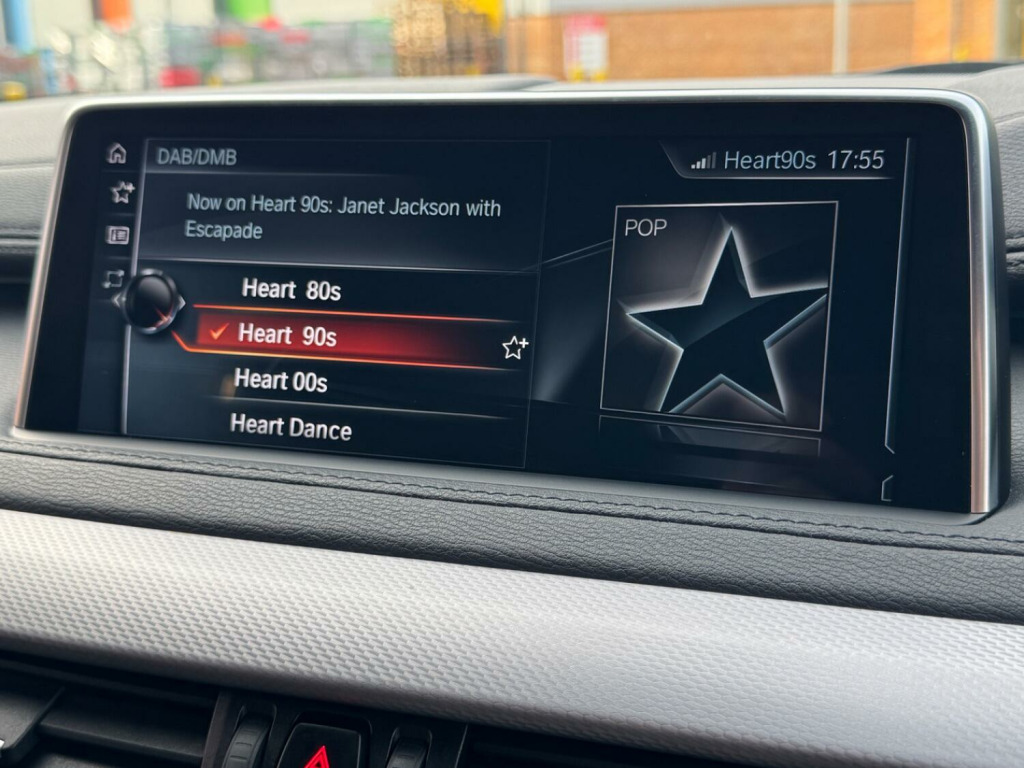 DAB/DMB
Heart90s 17:55
Now on Heart 90s: Janet Jackson with
Escapade
POP
Heart 80s
Heart 90s
Heart 00s
Heart Dance